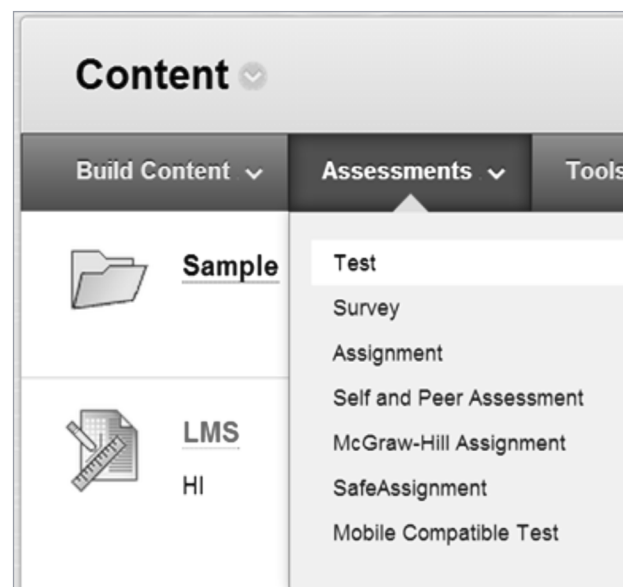 Content
Build Content Assessments Tools
Sample
LMS
HI
Test
Survey
Assignment
Self and Peer Assessment
McGraw-Hill Assignment
SafeAssignment
Mobile Compatible Test